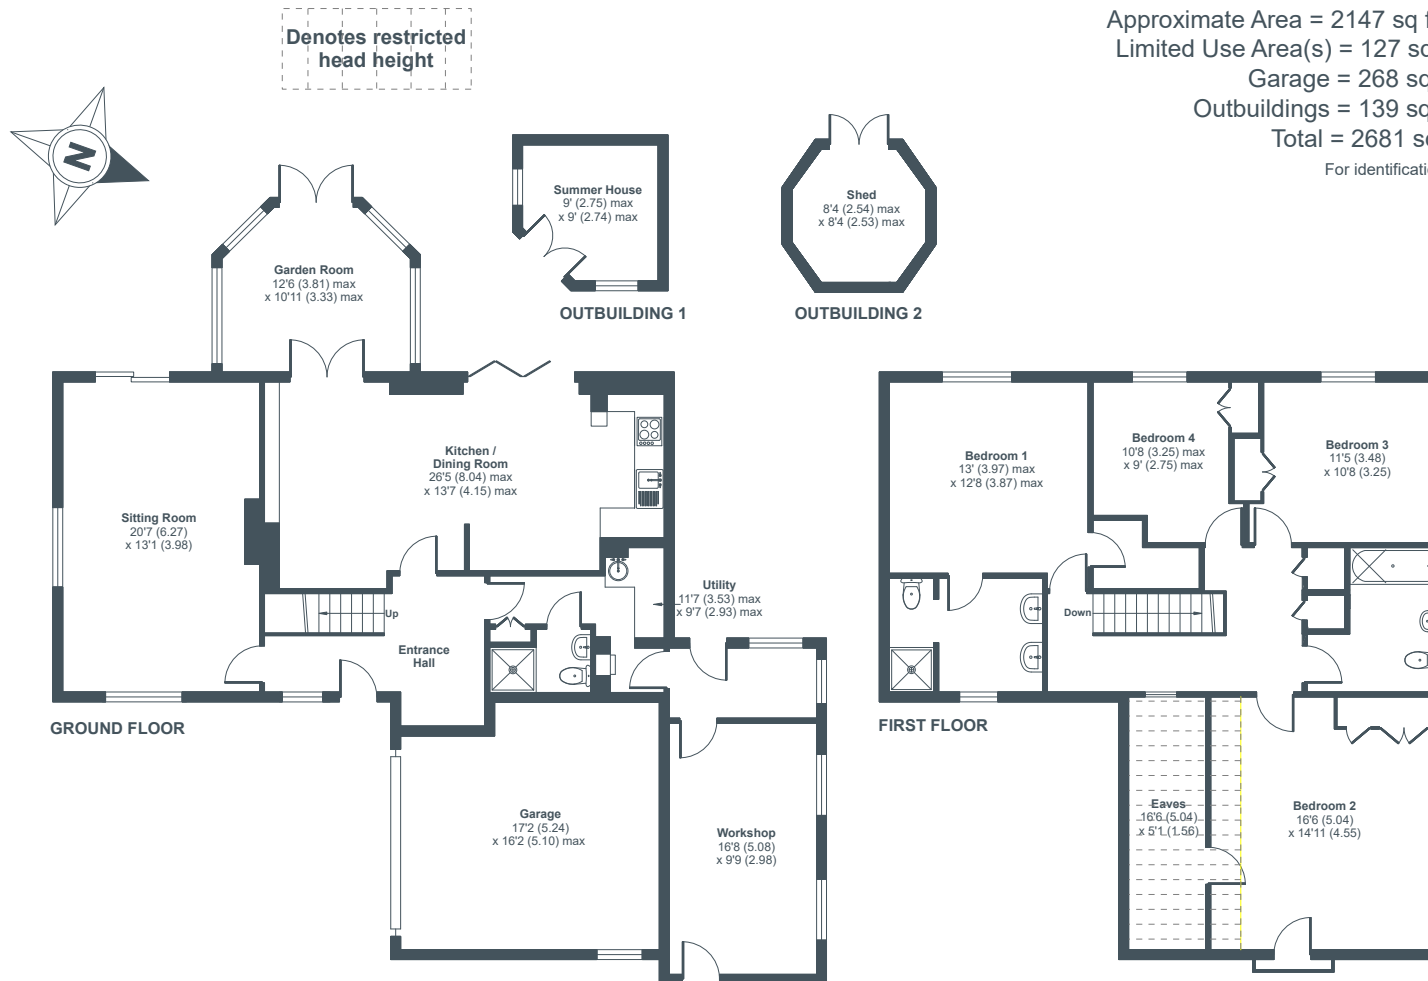 Denotes restricted
head height
Approximate Area = 2147 sq f
Limited Use Area(s) = 127 sq
Garage = 268 sq
Outbuildings = 139 sq
Total = 2681 s
For identificati
N
Summer House
9' (2.75) max
x 9' (2.74) max
OUTBUILDING 1
Shed
8'4 (2.54) max
x 8'4 (2.53) max
OUTBUILDING 2
Garden Room
12'6 (3.81) max
x 10'11 (3.33) max
Kitchen /
Dining Room
26'5 (8.04) max
x 13'7 (4.15) max
Sitting Room
20'7 (6.27)
x 13'1 (3.98)
Utility
11'7 (3.53) max
x 9'7 (2.93) max
Up
Entrance
Hall
GROUND FLOOR
Garage
17'2 (5.24)
x 16'2 (5.10) max
Workshop
16'8 (5.08)
x 9'9 (2.98)
Bedroom 1
13' (3.97) max
x 12'8 (3.87) max
Bedroom 4
10'8 (3.25) max
x 9' (2.75) max
Bedroom 3
11'5 (3.48)
x 10'8 (3.25)
Down
FIRST FLOOR
Eaves
16'6 (5.04)
x 5'1 (1.56)
Bedroom 2
16'6 (5.04)
x 14'11 (4.55)